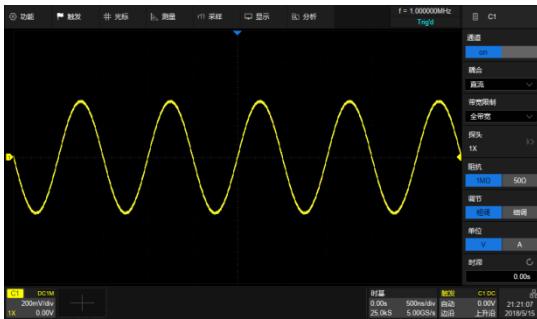 功能 触发 光标 测量 采样 显示 分析 f = 1.000000MHz C1
Trig'd
通道
on
耦合
直流
带宽限制
全带宽
探头
1X
阻抗
1MΩ 50Ω
调节
粗调 细调
单位
V A
时滞
0.00s
C1 DC1M
200mV/div
1X 0.00V
时基
0.00s 500ns/div
25.0kS 5.00GS/s
触发 C1 DC
自动 0.00V
边沿 上升沿
21:21:07
2018/5/15